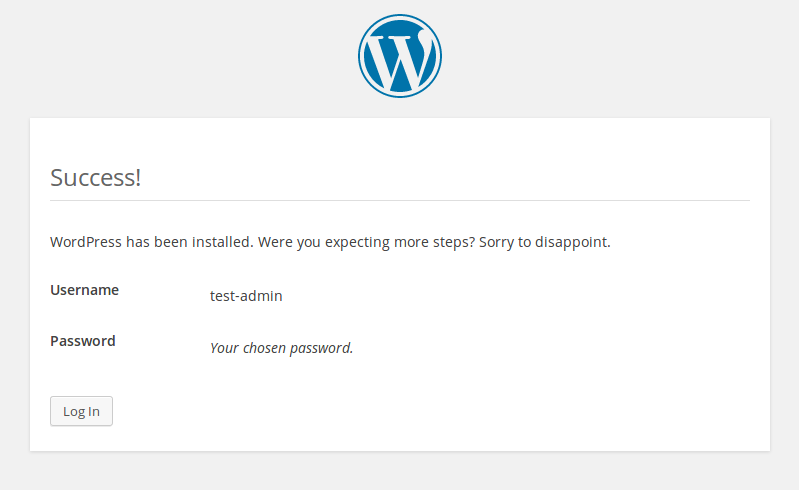 Success!
WordPress has been installed. Were you expecting more steps? Sorry to disappoint.
Username
test-admin
Password
Your chosen password.
Log In